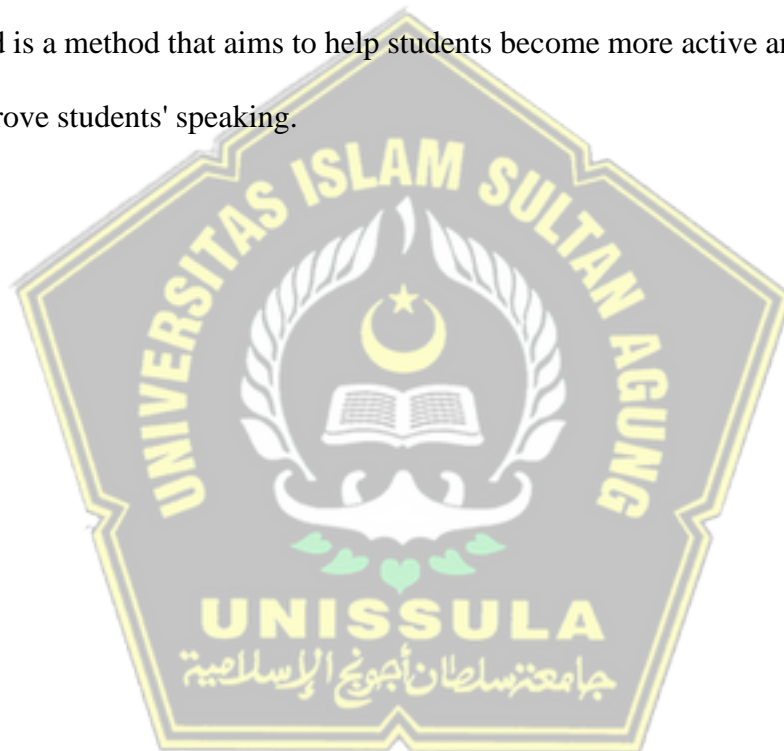 d is a method that aims to help students become more active a
rove students' speaking.
UNIVERSITAS ISLAM SULTAN AGUNG
UNISSULA
جامعة سلطان أجونج الإسلامية